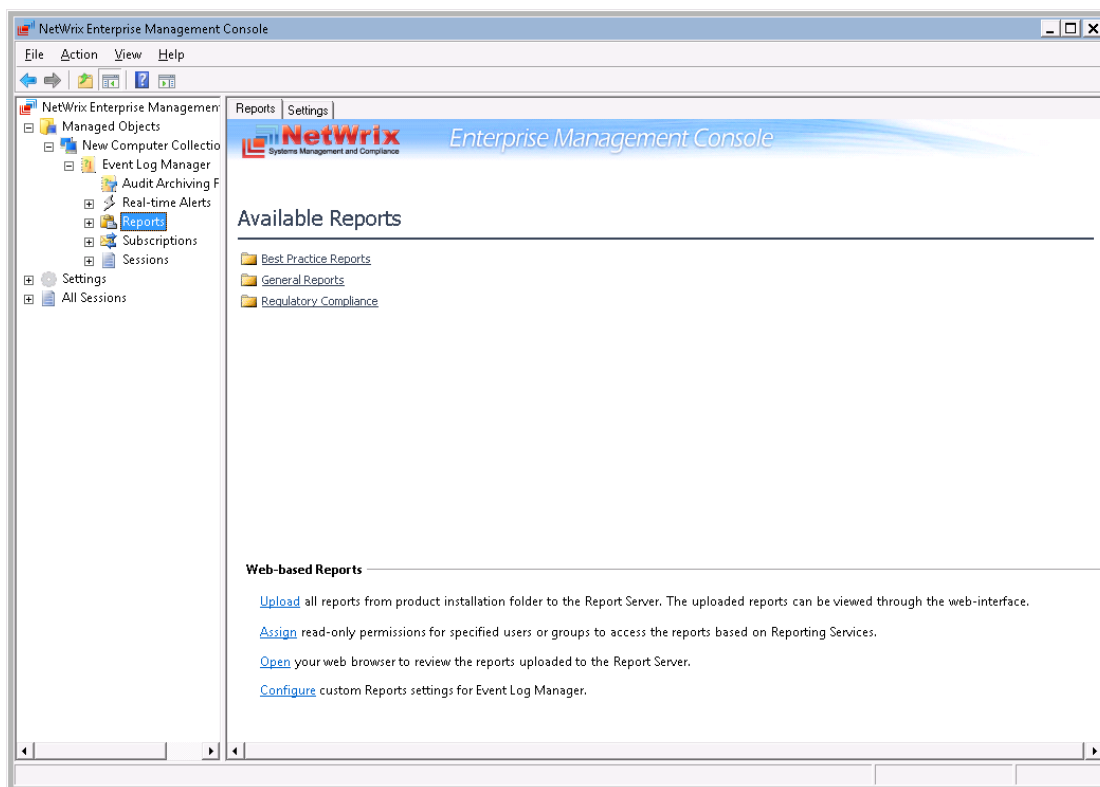 NetWrix Enterprise Management Console
File Action View Help
NetWrix Enterprise Managemen
Managed Objects
New Computer Collectio
Event Log Manager
Audit Archiving F
Real-time Alerts
Reports
Subscriptions
Sessions
Settings
All Sessions
Reports Settings
NetWrix Enterprise Management Console
Systems Management and Compliance
Available Reports
Best Practice Reports
General Reports
Regulatory Compliance
Web-based Reports
Upload all reports from product installation folder to the Report Server. The uploaded reports can be viewed through the web-interface.
Assign read-only permissions for specified users or groups to access the reports based on Reporting Services.
Open your web browser to review the reports uploaded to the Report Server.
Configure custom Reports settings for Event Log Manager.